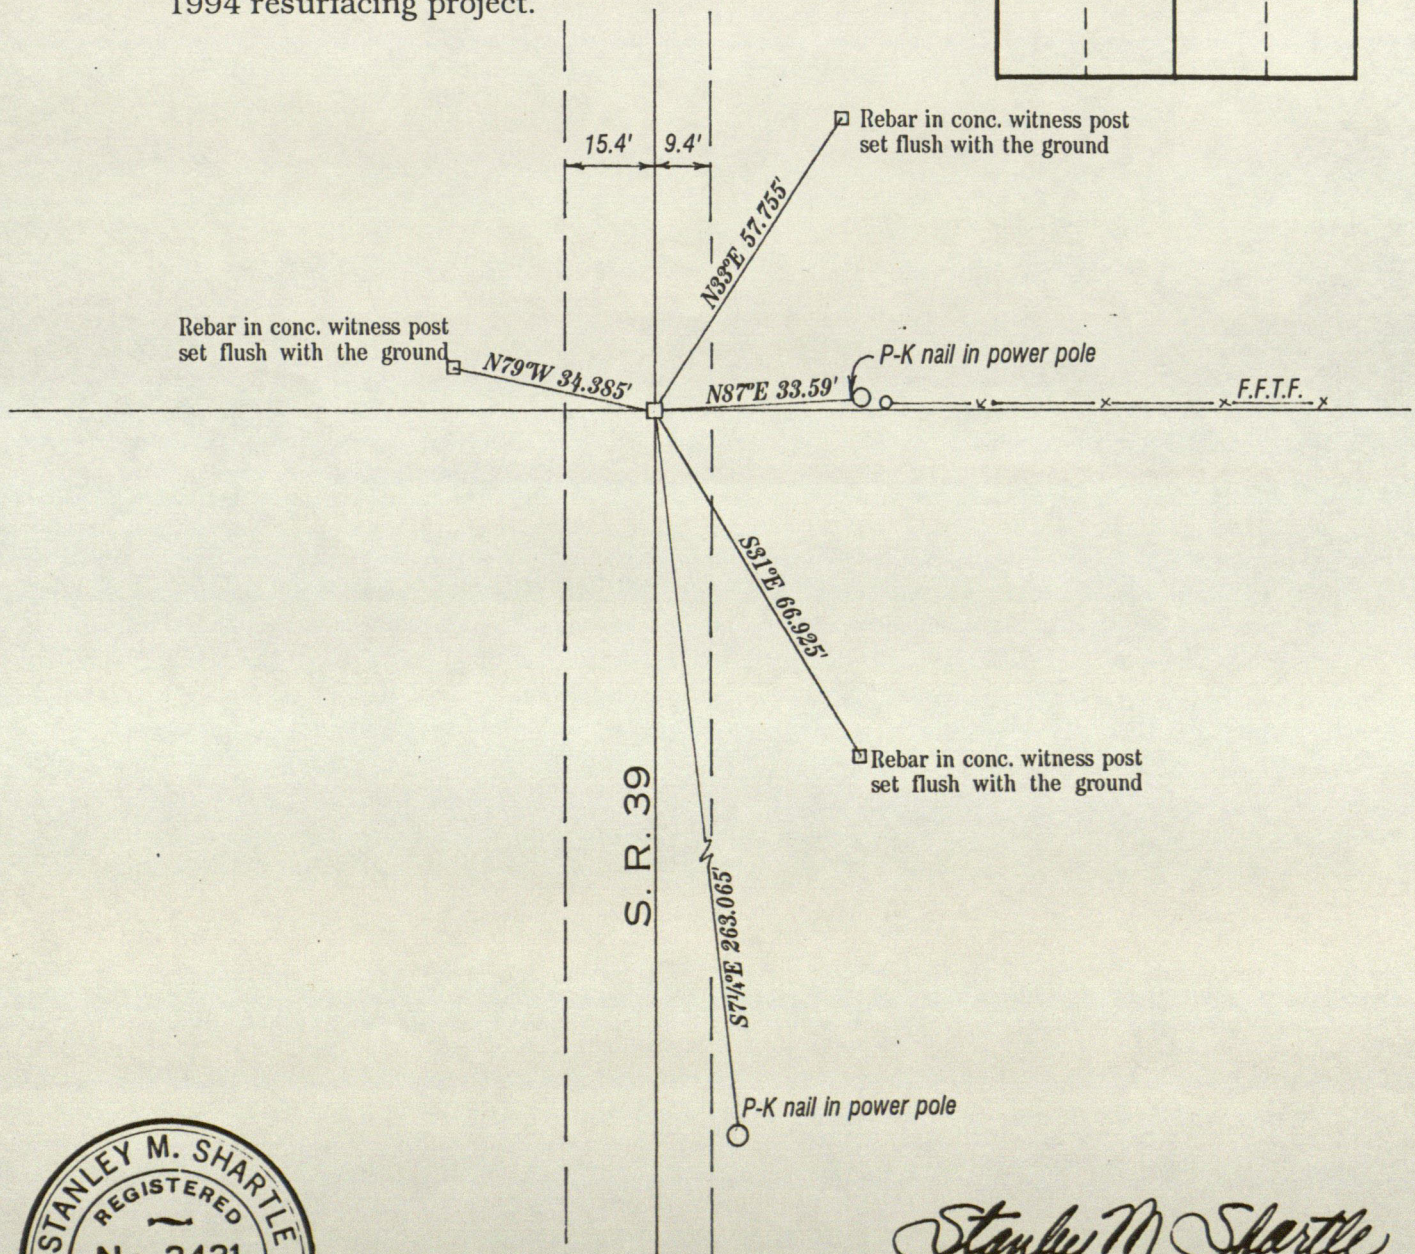 1994 resurfacing project.
15.4' 9.4'
Rebar in conc. witness post
set flush with the ground
N33°E 57.755'
Rebar in conc. witness post
set flush with the ground
N79°W 34.385'
P-K nail in power pole
N87°E 33.59'
F.F.T.F.
S31°E 66.925'
Rebar in conc. witness post
set flush with the ground
S. R. 39
S7¼°E 263.065'
P-K nail in power pole
STANLEY M. SHARTLE
REGISTERED
No. 2431
Stanley M Shartle